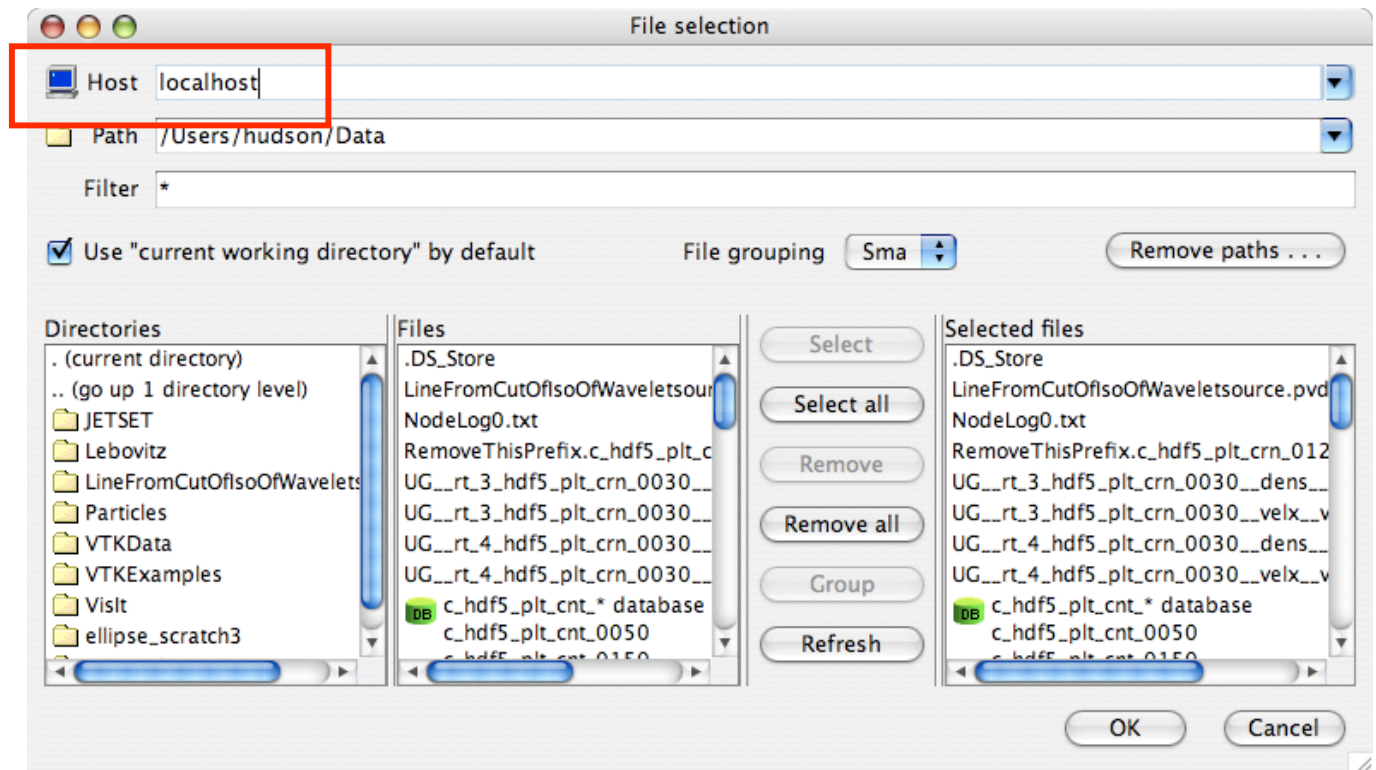 File selection
Host localhost
Path /Users/hudson/Data
Filter *
Use "current working directory" by default
File grouping Sma
Remove paths . . .
Directories
. (current directory)
.. (go up 1 directory level)
JETSET
Lebovitz
LineFromCutOfIsoOfWavelets
Particles
VTKData
VTKExamples
VisIt
ellipse_scratch3
Files
.DS_Store
LineFromCutOfIsoOfWaveletsour
NodeLog0.txt
RemoveThisPrefix.c_hdf5_plt_c
UG__rt_3_hdf5_plt_crn_0030__
UG__rt_3_hdf5_plt_crn_0030__
UG__rt_4_hdf5_plt_crn_0030__
UG__rt_4_hdf5_plt_crn_0030__
DB c_hdf5_plt_cnt_* database
c_hdf5_plt_cnt_0050
c_hdf5_plt_cnt_0150
Select
Select all
Remove
Remove all
Group
Refresh
Selected files
.DS_Store
LineFromCutOfIsoOfWaveletsource.pvd
NodeLog0.txt
RemoveThisPrefix.c_hdf5_plt_crn_012
UG__rt_3_hdf5_plt_crn_0030__dens__
UG__rt_3_hdf5_plt_crn_0030__velx__v
UG__rt_4_hdf5_plt_crn_0030__dens__
UG__rt_4_hdf5_plt_crn_0030__velx__v
DB c_hdf5_plt_cnt_* database
c_hdf5_plt_cnt_0050
c_hdf5_plt_cnt_0150
OK
Cancel